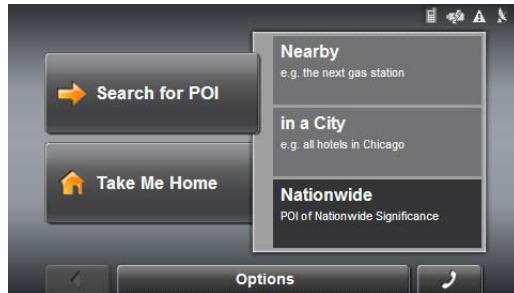 Search for POI
Take Me Home
Nearby
e.g. the next gas station
in a City
e.g. all hotels in Chicago
Nationwide
POI of Nationwide Significance
Options